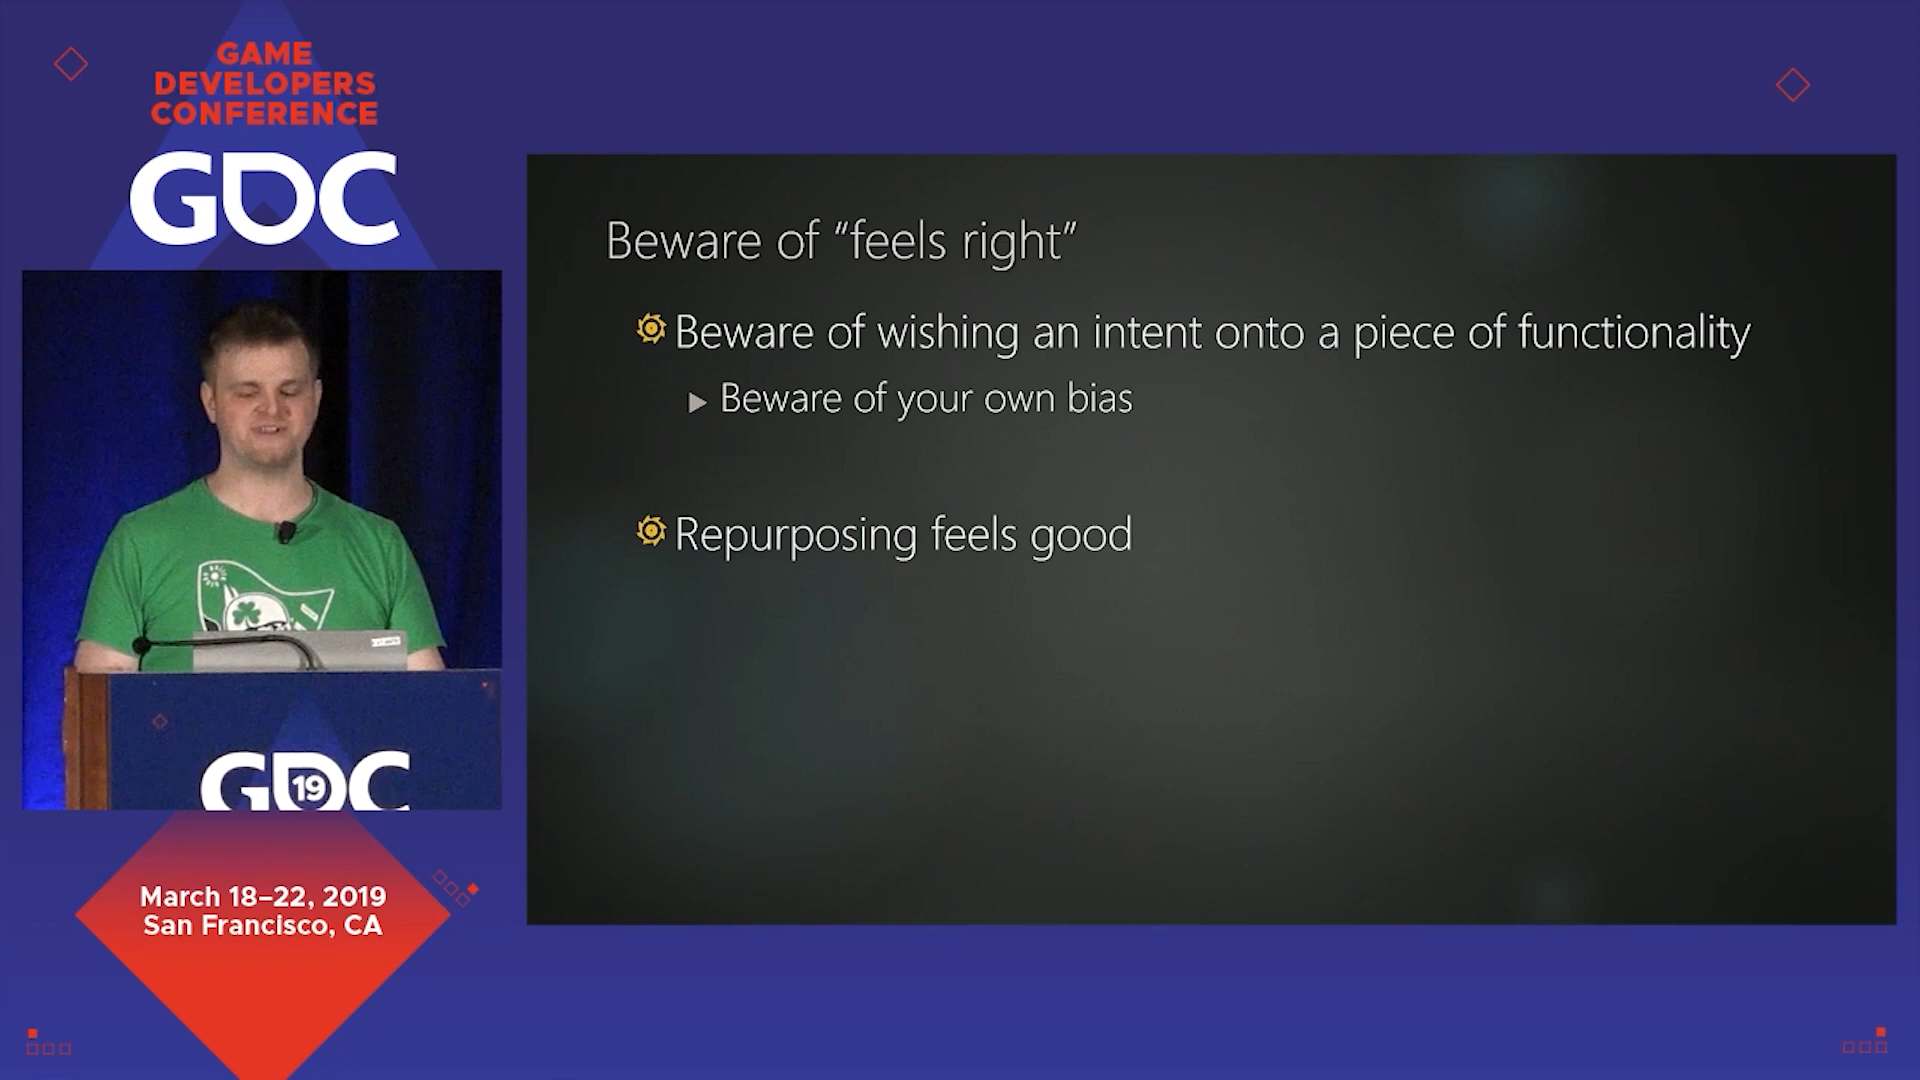 GAME
DEVELOPERS
CONFERENCE
GDC
Beware of “feels right”
Beware of wishing an intent onto a piece of functionality
Beware of your own bias
Repurposing feels good
GDC
19
March 18–22, 2019
San Francisco, CA